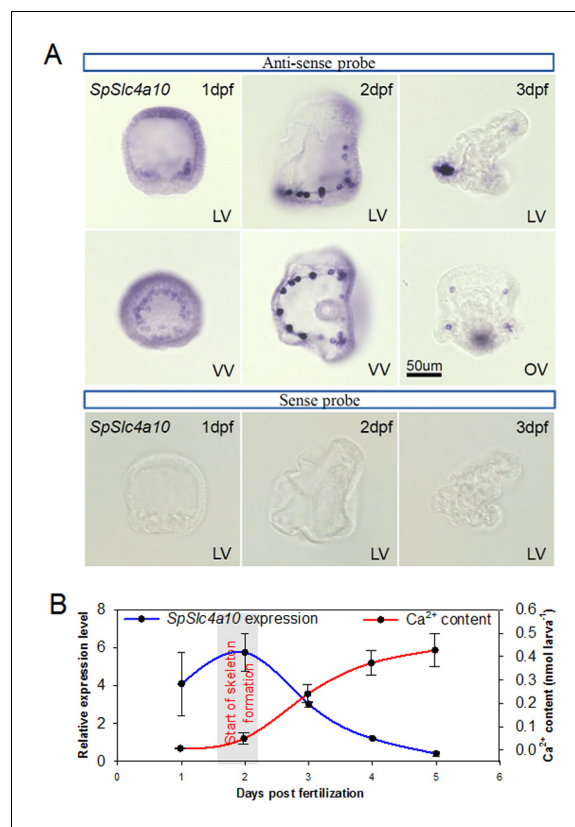 A
Anti-sense probe
SpSlc4a10 1dpf
2dpf
3dpf
LV
LV
LV
VV
VV
50um
OV
Sense probe
SpSlc4a10 1dpf
2dpf
3dpf
LV
LV
LV
B
SpSlc4a10 expression
Ca²⁺ content
Relative expression level
8
6
4
2
0
Start of skeleton
formation
0.6
0.5
0.4
0.3
0.2
0.1
0.0
Ca²⁺ content (nmol larva⁻¹)
0 1 2 3 4 5 6
Days post fertilization